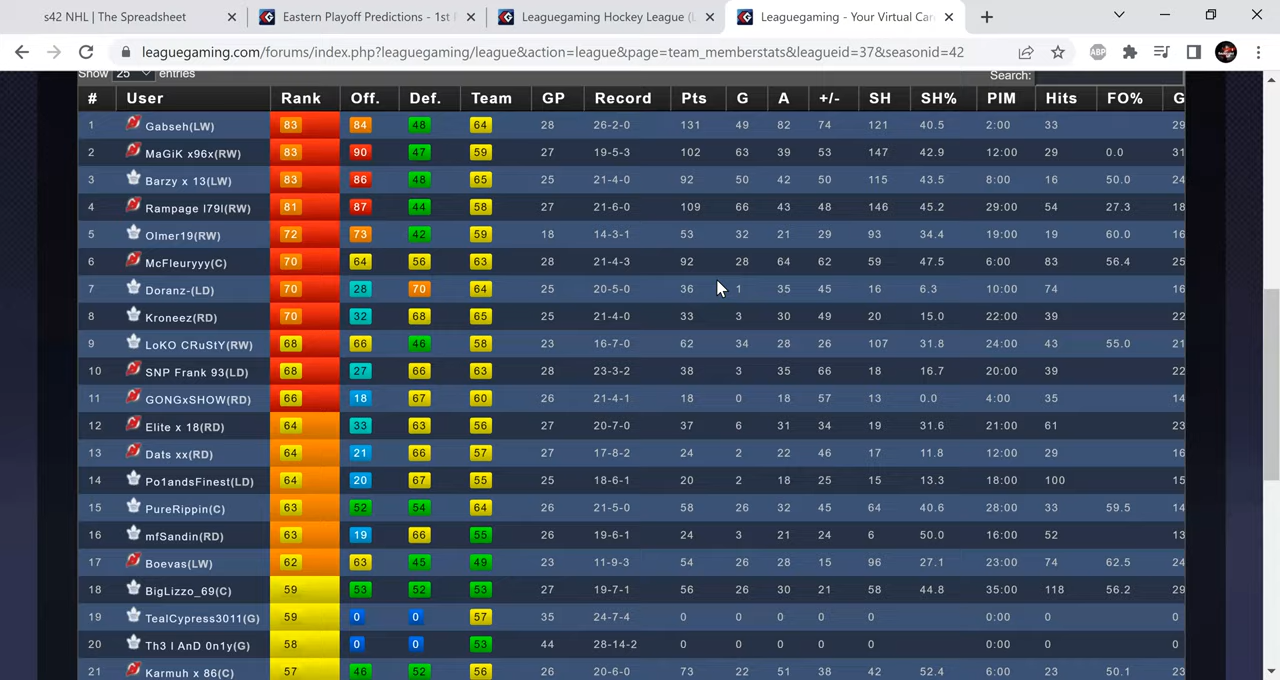 s42 NHL | The Spreadsheet Eastern Playoff Predictions - 1st Leaguegaming Hockey League ( Leaguegaming - Your Virtual Car
leaguegaming.com/forums/index.php?leaguegaming/league&action=league&page=team_memberstats&leagueid=37&seasonid=42 ABP
Show 25 entries Search:
# User Rank Off. Def. Team GP Record Pts G A +/- SH SH% PIM Hits FO% G
1 Gabseh(LW) 83 84 48 64 28 26-2-0 131 49 82 74 121 40.5 2:00 33 29
2 MaGiK x96x(RW) 83 90 47 59 27 19-5-3 102 63 39 53 147 42.9 12:00 29 0.0 31
3 Barzy x 13(LW) 83 86 48 65 25 21-4-0 92 50 42 50 115 43.5 8:00 16 50.0 24
4 Rampage l79l(RW) 81 87 44 58 27 21-6-0 109 66 43 48 146 45.2 29:00 54 27.3 18
5 Olmer19(RW) 72 73 42 59 18 14-3-1 53 32 21 29 93 34.4 19:00 19 60.0 16
6 McFleuryyy(C) 70 64 56 63 28 21-4-3 92 28 64 62 59 47.5 6:00 83 56.4 25
7 Doranz-(LD) 70 28 70 64 25 20-5-0 36 1 35 45 16 6.3 10:00 74 16
8 Kroneez(RD) 70 32 68 65 25 21-4-0 33 3 30 49 20 15.0 22:00 39 22
9 LoKO CRuStY(RW) 68 66 46 58 23 16-7-0 62 34 28 26 107 31.8 24:00 43 55.0 21
10 SNP Frank 93(LD) 68 27 66 63 28 23-3-2 38 3 35 44 18 16.7 20:00 39 22
11 GONGxSHOW(RD) 66 18 67 60 26 21-4-1 18 0 18 57 13 0.0 4:00 35 14
12 Elite x 18(RD) 64 33 63 56 27 20-7-0 37 6 31 34 19 31.6 21:00 61 23
13 Dats xx(RD) 64 21 66 57 27 17-8-2 24 2 22 46 17 11.8 12:00 29 16
14 Po1andsFinest(LD) 64 20 67 55 25 18-6-1 20 2 18 25 15 13.3 18:00 100 15
15 PureRippin(C) 63 52 54 64 26 21-5-0 58 26 32 45 64 40.6 28:00 33 59.5 14
16 mfSandin(RD) 63 19 66 55 26 19-6-1 24 3 21 24 6 50.0 16:00 52 13
17 Boevas(LW) 62 63 45 49 23 11-9-3 54 26 28 15 96 27.1 23:00 74 62.5 24
18 BigLizzo_69(C) 59 53 52 53 27 19-7-1 56 26 30 21 58 44.8 35:00 118 56.2 29
19 TealCypress3011(G) 59 0 0 57 35 24-7-4 0 0 0 0 0 0:00 0 0
20 Th3 l AnD 0n1y(G) 58 0 0 53 44 28-14-2 0 0 0 0 0 0:00 0 0
21 Karmuh x 86(C) 57 46 52 56 26 20-6-0 73 22 51 38 42 52.4 6:00 23 50.1 23